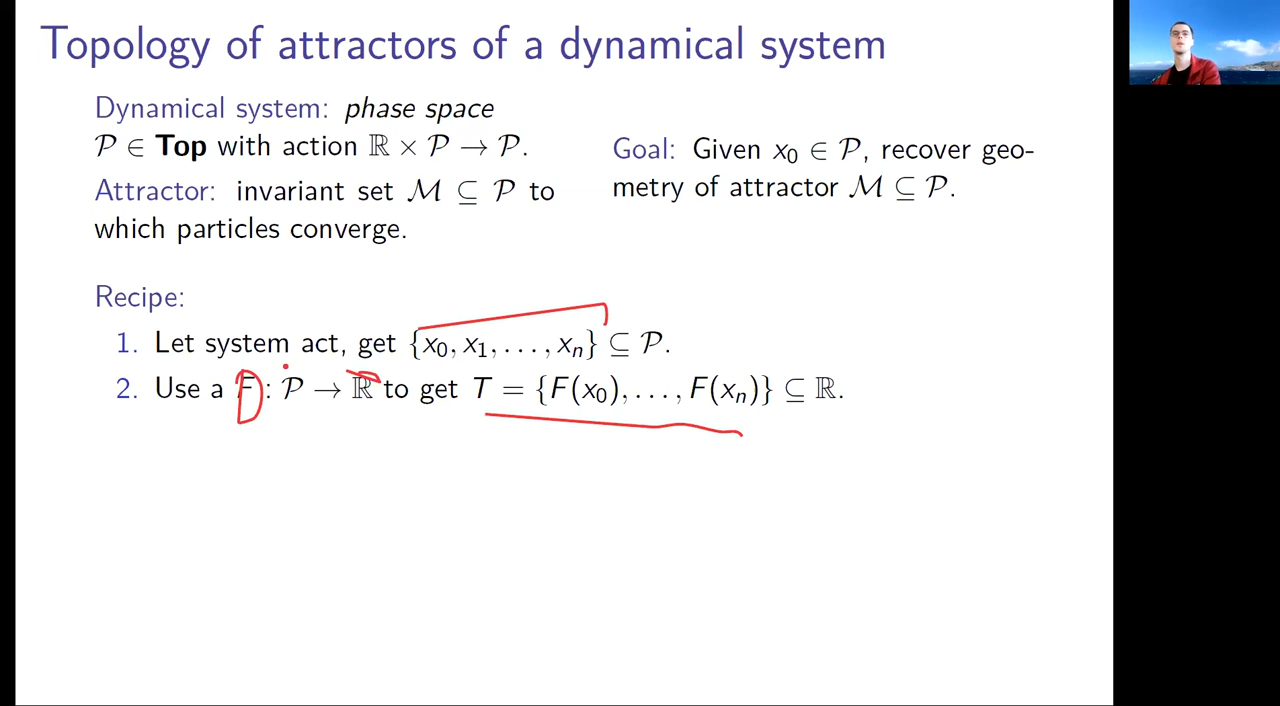 Topology of attractors of a dynamical system
Dynamical system: phase space
𝒫 ∈ Top with action ℝ × 𝒫 → 𝒫.
Attractor: invariant set ℳ ⊆ 𝒫 to
which particles converge.
Goal: Given x₀ ∈ 𝒫, recover geo-
metry of attractor ℳ ⊆ 𝒫.
Recipe:
1. Let system act, get {x₀, x₁, . . . , xₙ} ⊆ 𝒫.
2. Use a F : 𝒫 → ℝ to get T = {F(x₀), . . . , F(xₙ)} ⊆ ℝ.